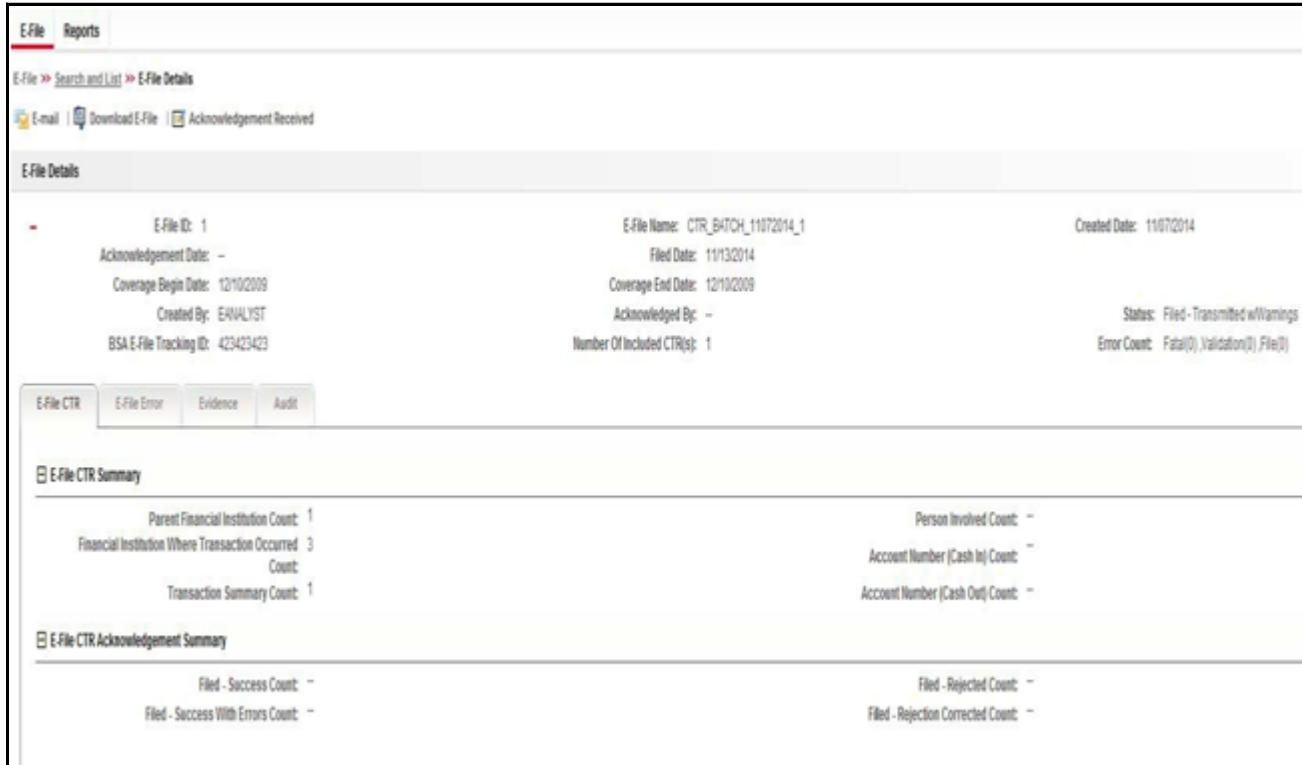 E-File Reports
E-File » Search and List » E-File Details
E-mail | Download E-File | Acknowledgement Received
E-File Details
E-File ID: 1 E-File Name: CTR_BATCH_11072014_1 Created Date: 11/07/2014
Acknowledgement Date: -- Filed Date: 11/13/2014
Coverage Begin Date: 12/10/2009 Coverage End Date: 12/10/2009
Created By: EANALYST Acknowledged By: -- Status: Filed - Transmitted w/Warnings
BSA E-File Tracking ID: 423423423 Number Of Included CTR(s): 1 Error Count: Fatal(0) ,Validation(0) ,File(0)
E-File CTR E-File Error Evidence Audit
E-File CTR Summary
Parent Financial Institution Count: 1 Person Involved Count: --
Financial Institution Where Transaction Occurred Count: 3 Account Number (Cash In) Count: --
Transaction Summary Count: 1 Account Number (Cash Out) Count: --
E-File CTR Acknowledgement Summary
Filed - Success Count: -- Filed - Rejected Count: --
Filed - Success With Errors Count: -- Filed - Rejection Corrected Count: --